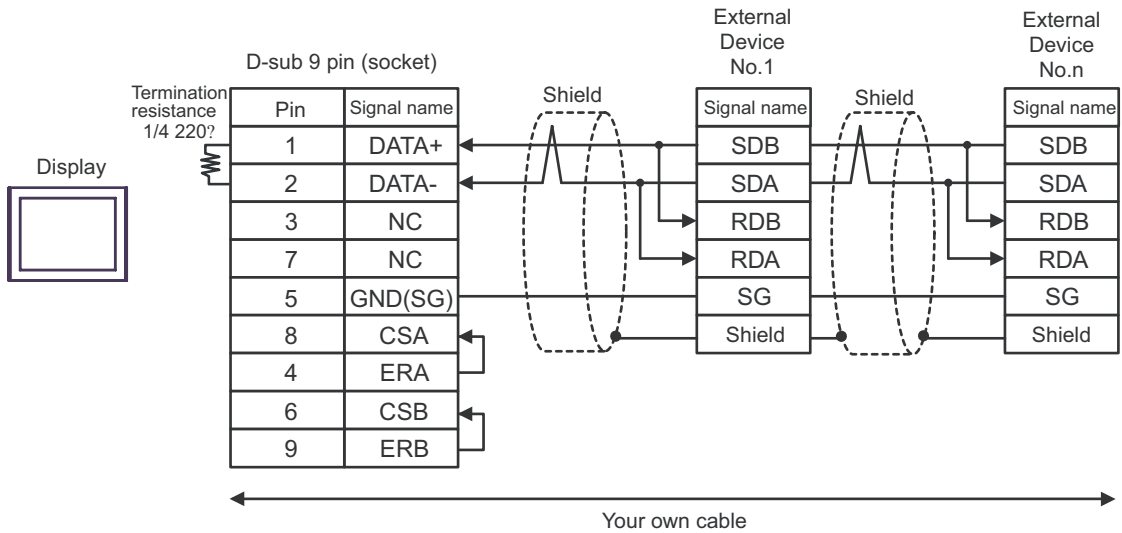 External
Device
No.1
External
Device
No.n
D-sub 9 pin (socket)
Termination
resistance
1/4 220?
Display
Pin Signal name
1 DATA+
2 DATA-
3 NC
7 NC
5 GND(SG)
8 CSA
4 ERA
6 CSB
9 ERB
Shield
Signal name
SDB
SDA
RDB
RDA
SG
Shield
Shield
Signal name
SDB
SDA
RDB
RDA
SG
Shield
Your own cable